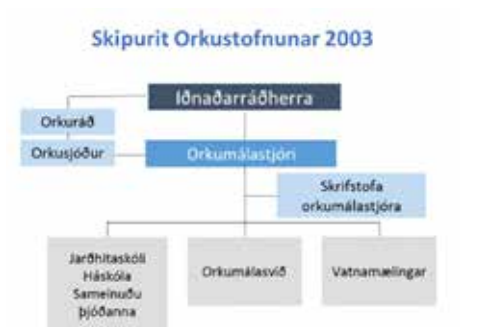 Skipurit Orkustofnunar 2003
Iðnaðarráðherra
Orkuráð
Orkusjóður
Orkumálastjóri
Skrifstofa
orkumálastjóra
Jarðhitaskóli
Háskóla
Sameinuðu
þjóðanna
Orkumálasvið
Vatnamælingar